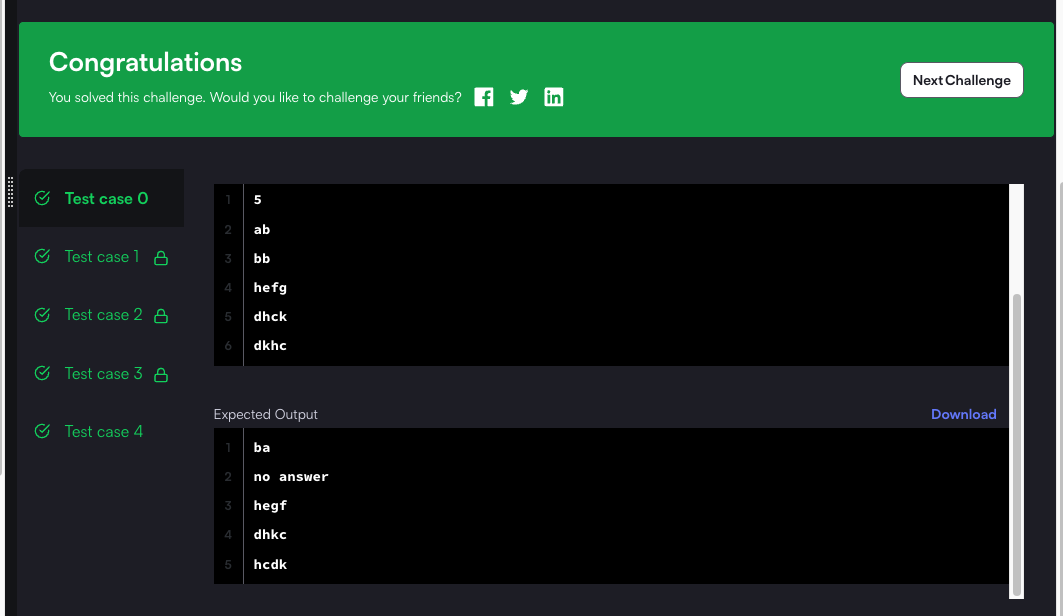 Congratulations
You solved this challenge. Would you like to challenge your friends?
Next Challenge
Test case 0
Test case 1
Test case 2
Test case 3
Test case 4
1 5
2 ab
3 bb
4 hefg
5 dhck
6 dkhc
Expected Output
Download
1 ba
2 no answer
3 hegf
4 dhkc
5 hcdk